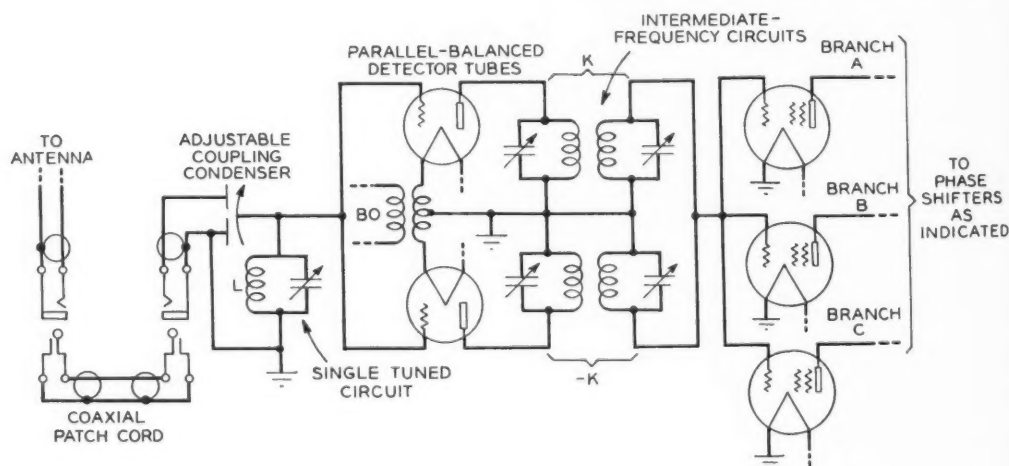 TO
ANTENNA
ADJUSTABLE
COUPLING
CONDENSER
L
SINGLE TUNED
CIRCUIT
COAXIAL
PATCH CORD
PARALLEL-BALANCED
DETECTOR TUBES
BO
INTERMEDIATE-
FREQUENCY CIRCUITS
K
-K
BRANCH
A
BRANCH
B
BRANCH
C
TO
PHASE
SHIFTERS
AS
INDICATED